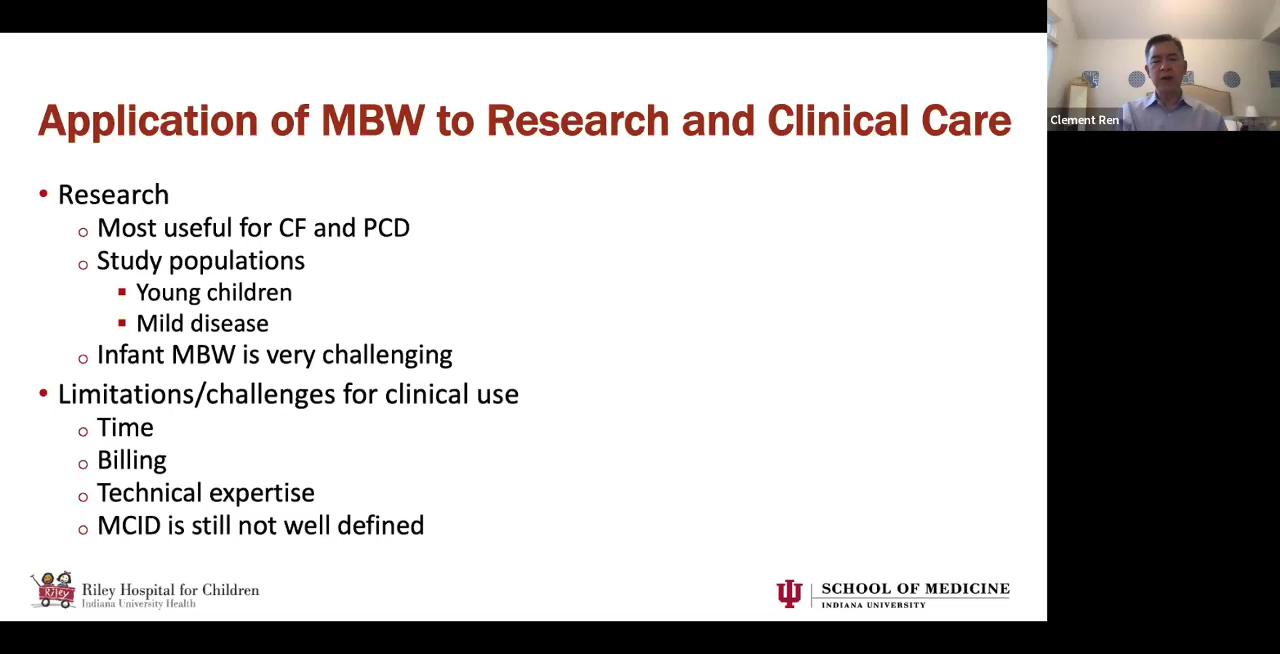 Application of MBW to Research and Clinical Care
Clement Ren
• Research
o Most useful for CF and PCD
o Study populations
▪ Young children
▪ Mild disease
o Infant MBW is very challenging
• Limitations/challenges for clinical use
o Time
o Billing
o Technical expertise
o MCID is still not well defined
Riley
Riley Hospital for Children
Indiana University Health
SCHOOL OF MEDICINE
INDIANA UNIVERSITY